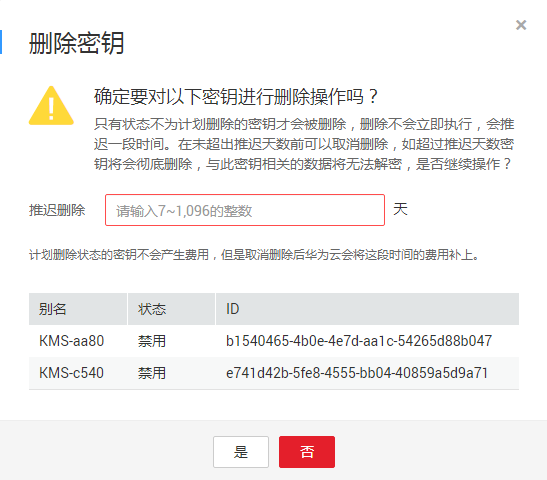 删除密钥
确定要对以下密钥进行删除操作吗？
只有状态不为计划删除的密钥才会被删除，删除不会立即执行，会推
迟一段时间。在未超出推迟天数前可以取消删除，如超过推迟天数密
钥将会彻底删除，与此密钥相关的数据将无法解密，是否继续操作？
推迟删除 请输入7~1,096的整数 天
计划删除状态的密钥不会产生费用，但是取消删除后华为云会将这段时间的费用补上。
别名 状态 ID
KMS-aa80 禁用 b1540465-4b0e-4e7d-aa1c-54265d88b047
KMS-c540 禁用 e741d42b-5fe8-4555-bb04-40859a5d9a71
是 否